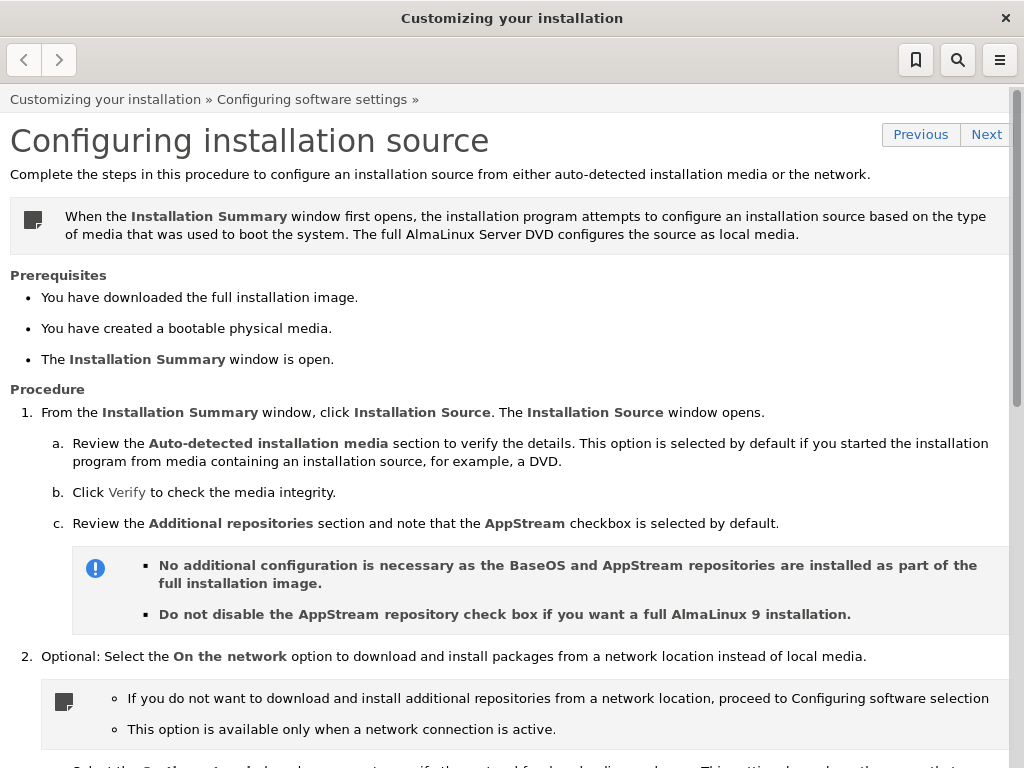 Customizing your installation
Customizing your installation » Configuring software settings »
Configuring installation source
Previous
Next
Complete the steps in this procedure to configure an installation source from either auto-detected installation media or the network.
When the Installation Summary window first opens, the installation program attempts to configure an installation source based on the type
of media that was used to boot the system. The full AlmaLinux Server DVD configures the source as local media.
Prerequisites
• You have downloaded the full installation image.
• You have created a bootable physical media.
• The Installation Summary window is open.
Procedure
1. From the Installation Summary window, click Installation Source. The Installation Source window opens.
a. Review the Auto-detected installation media section to verify the details. This option is selected by default if you started the installation
program from media containing an installation source, for example, a DVD.
b. Click Verify to check the media integrity.
c. Review the Additional repositories section and note that the AppStream checkbox is selected by default.
▪ No additional configuration is necessary as the BaseOS and AppStream repositories are installed as part of the
full installation image.
▪ Do not disable the AppStream repository check box if you want a full AlmaLinux 9 installation.
2. Optional: Select the On the network option to download and install packages from a network location instead of local media.
◦ If you do not want to download and install additional repositories from a network location, proceed to Configuring software selection
◦ This option is available only when a network connection is active.